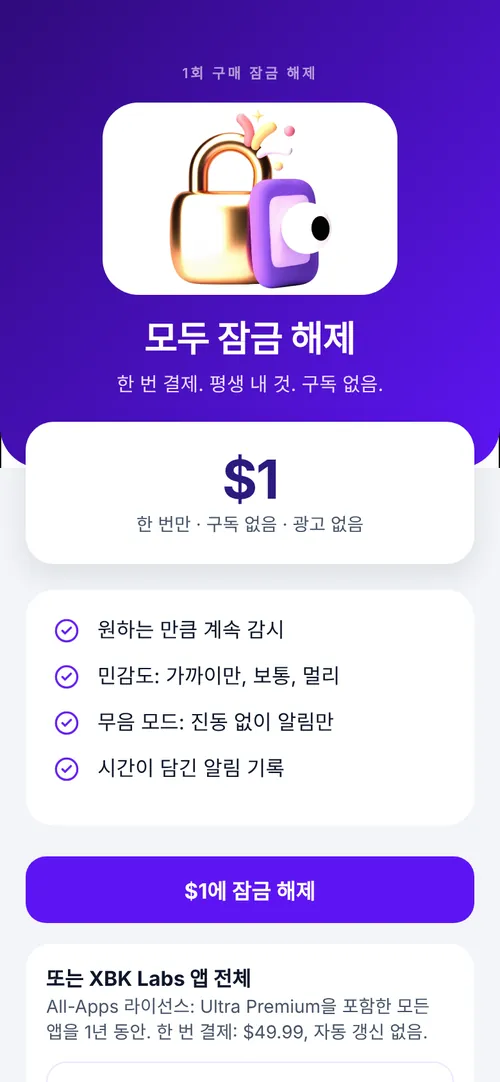 1회 구매 잠금 해제
모두 잠금 해제
한 번 결제. 평생 내 것. 구독 없음.
$1
한 번만 · 구독 없음 · 광고 없음
원하는 만큼 계속 감시
민감도: 가까이만, 보통, 멀리
무음 모드: 진동 없이 알림만
시간이 담긴 알림 기록
$1에 잠금 해제
또는 XBK Labs 앱 전체
All-Apps 라이선스: Ultra Premium을 포함한 모든
앱을 1년 동안. 한 번 결제: $49.99, 자동 갱신 없음.